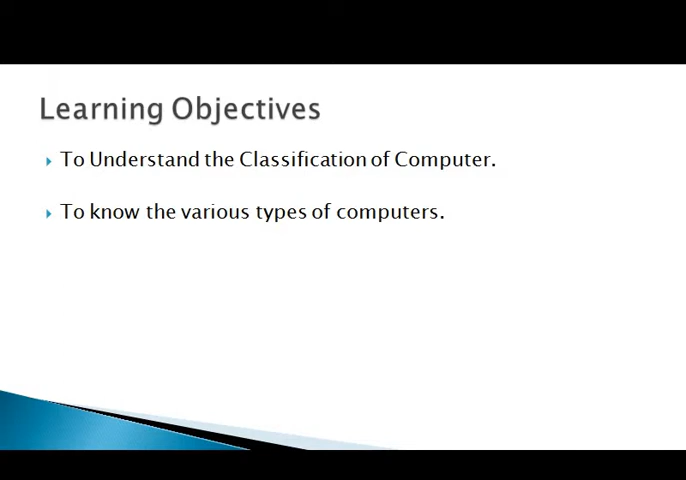 Learning Objectives
To Understand the Classification of Computer.
To know the various types of computers.